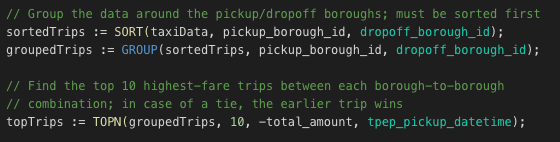 // Group the data around the pickup/dropoff boroughs; must be sorted first
sortedTrips := SORT(taxiData, pickup_borough_id, dropoff_borough_id);
groupedTrips := GROUP(sortedTrips, pickup_borough_id, dropoff_borough_id);
// Find the top 10 highest-fare trips between each borough-to-borough
// combination; in case of a tie, the earlier trip wins
topTrips := TOPN(groupedTrips, 10, -total_amount, tpep_pickup_datetime);